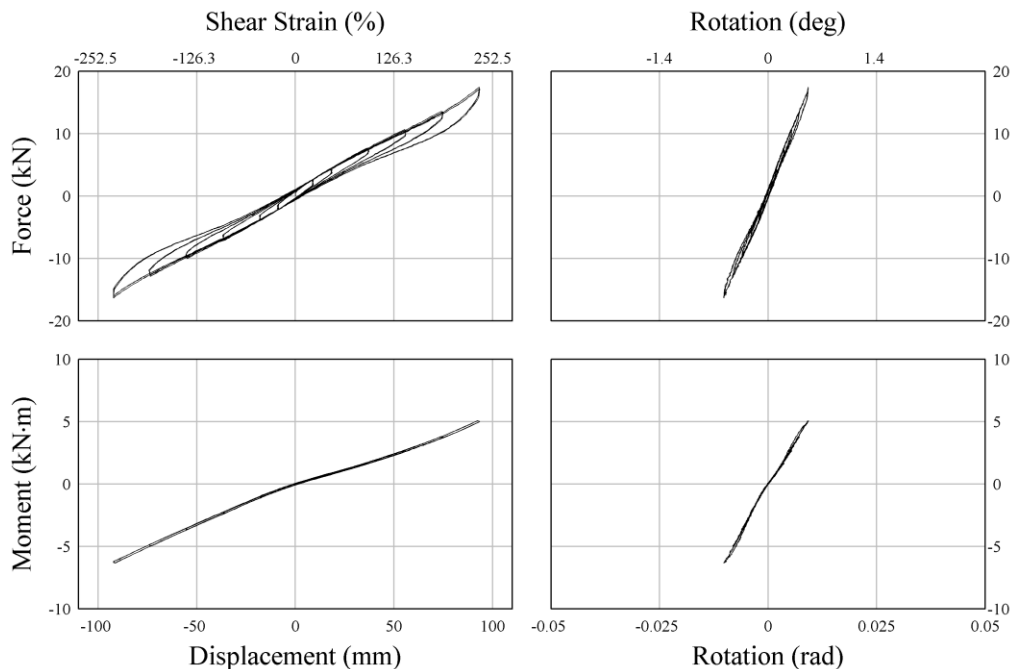 Shear Strain (%)
Rotation (deg)
-252.5 -126.3 0 126.3 252.5
-1.4 0 1.4
20 20
10 10
0 0
-10 -10
-20 -20
Force (kN)
10 10
5 5
0 0
-5 -5
-10 -10
Moment (kN·m)
-100 -50 0 50 100
-0.05 -0.025 0 0.025 0.05
Displacement (mm)
Rotation (rad)